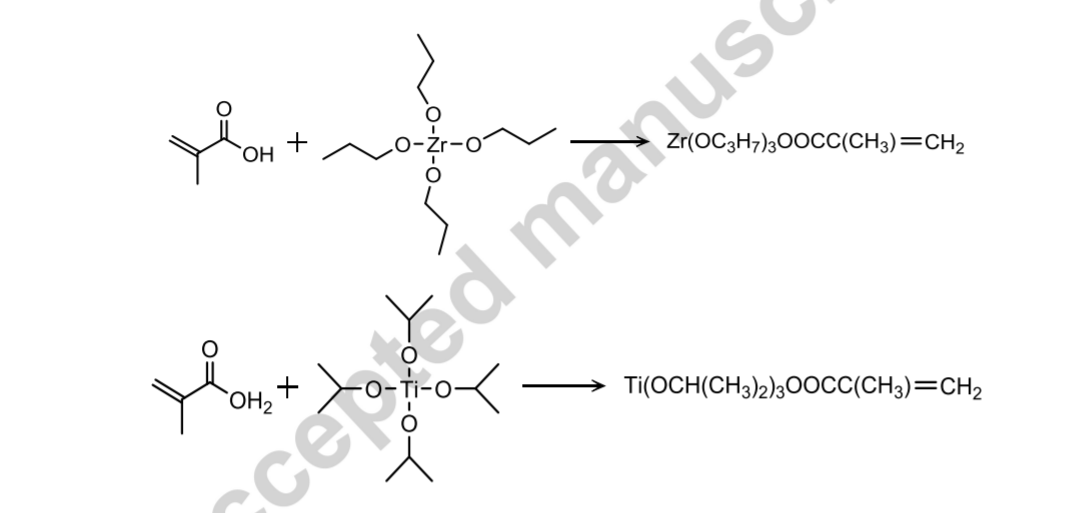 O
OH
+
O
O-Zr-O
O
Zr(OC₃H₇)₃OOCC(CH₃)=CH₂
O
OH₂
+
O
O-Ti-O
O
Ti(OCH(CH₃)₂)₃OOCC(CH₃)=CH₂
ccepted manusc